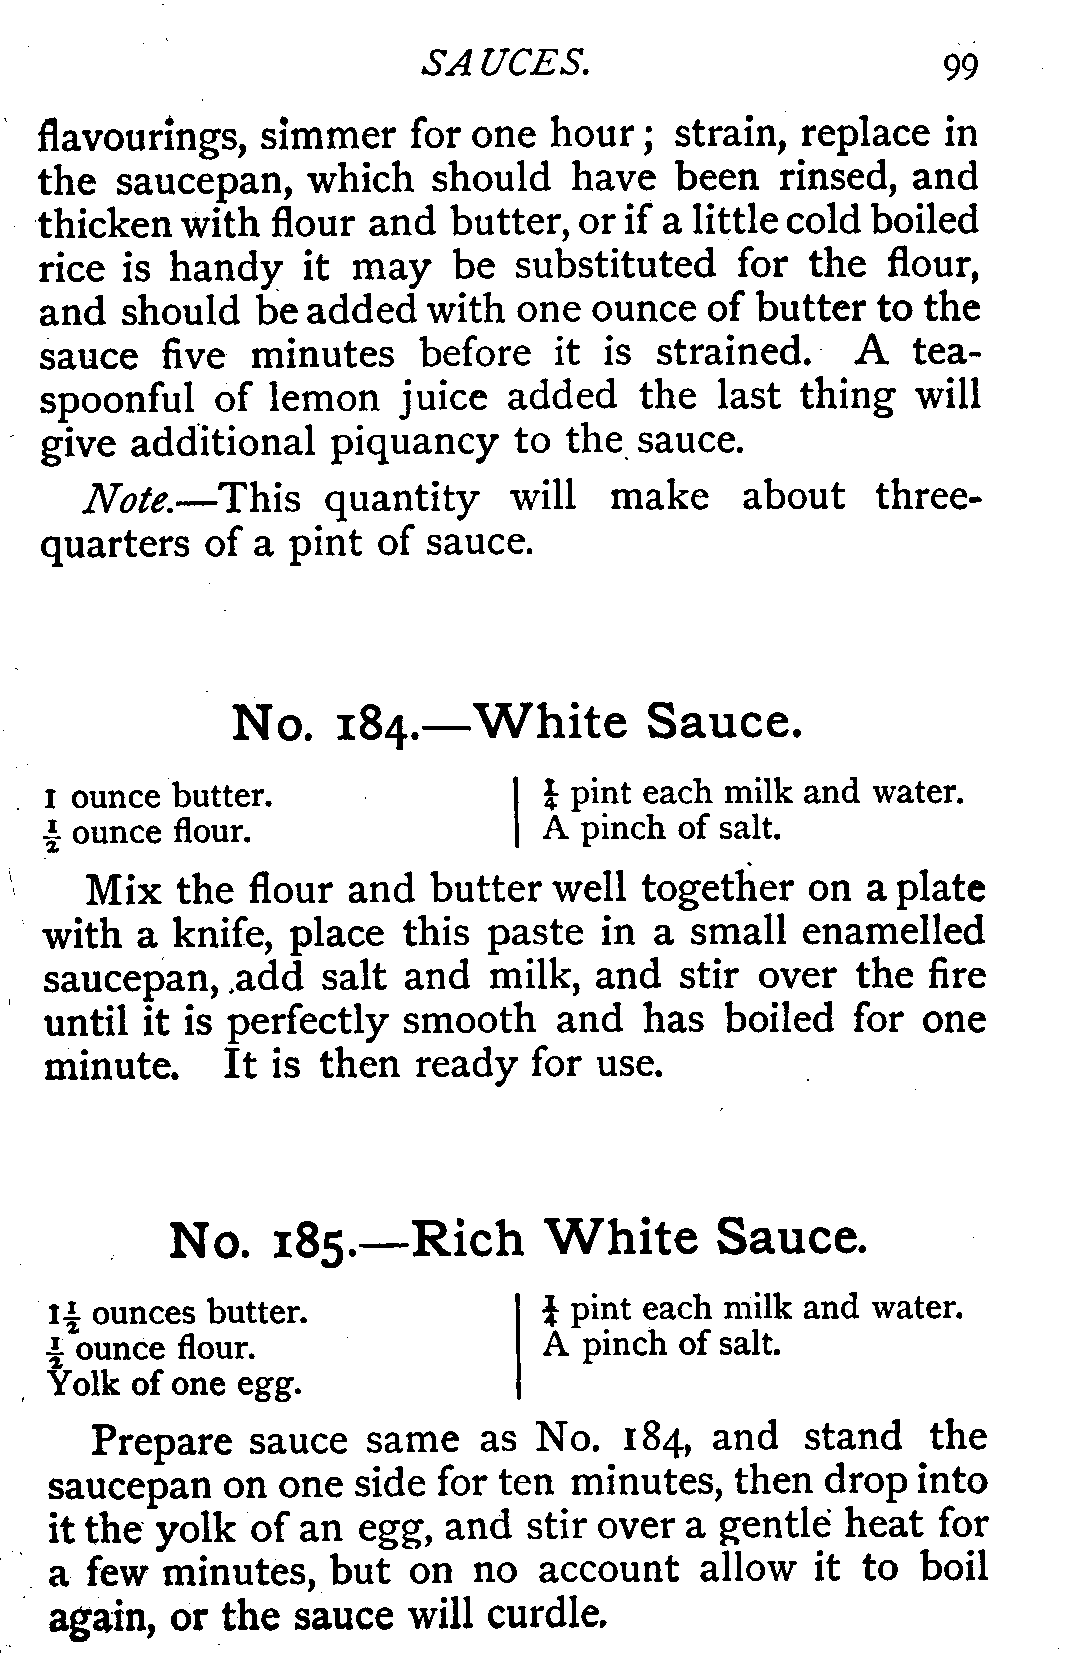 SAUCES. 99
flavourings, simmer for one hour; strain, replace in
the saucepan, which should have been rinsed, and
thicken with flour and butter, or if a little cold boiled
rice is handy it may be substituted for the flour,
and should be added with one ounce of butter to the
sauce five minutes before it is strained. A tea-
spoonful of lemon juice added the last thing will
give additional piquancy to the sauce.
Note.—This quantity will make about three-
quarters of a pint of sauce.
No. 184.—White Sauce.
1 ounce butter.
½ ounce flour.
¼ pint each milk and water.
A pinch of salt.
Mix the flour and butter well together on a plate
with a knife, place this paste in a small enamelled
saucepan, add salt and milk, and stir over the fire
until it is perfectly smooth and has boiled for one
minute. It is then ready for use.
No. 185.—Rich White Sauce.
1½ ounces butter.
½ ounce flour.
Yolk of one egg.
¼ pint each milk and water.
A pinch of salt.
Prepare sauce same as No. 184, and stand the
saucepan on one side for ten minutes, then drop into
it the yolk of an egg, and stir over a gentle heat for
a few minutes, but on no account allow it to boil
again, or the sauce will curdle.